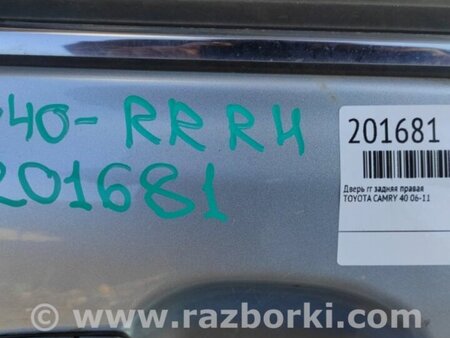 40-RR RH
201681
201681
Дверь rr задняя правая
TOYOTA CAMRY 40 06-11
www.razborki.com